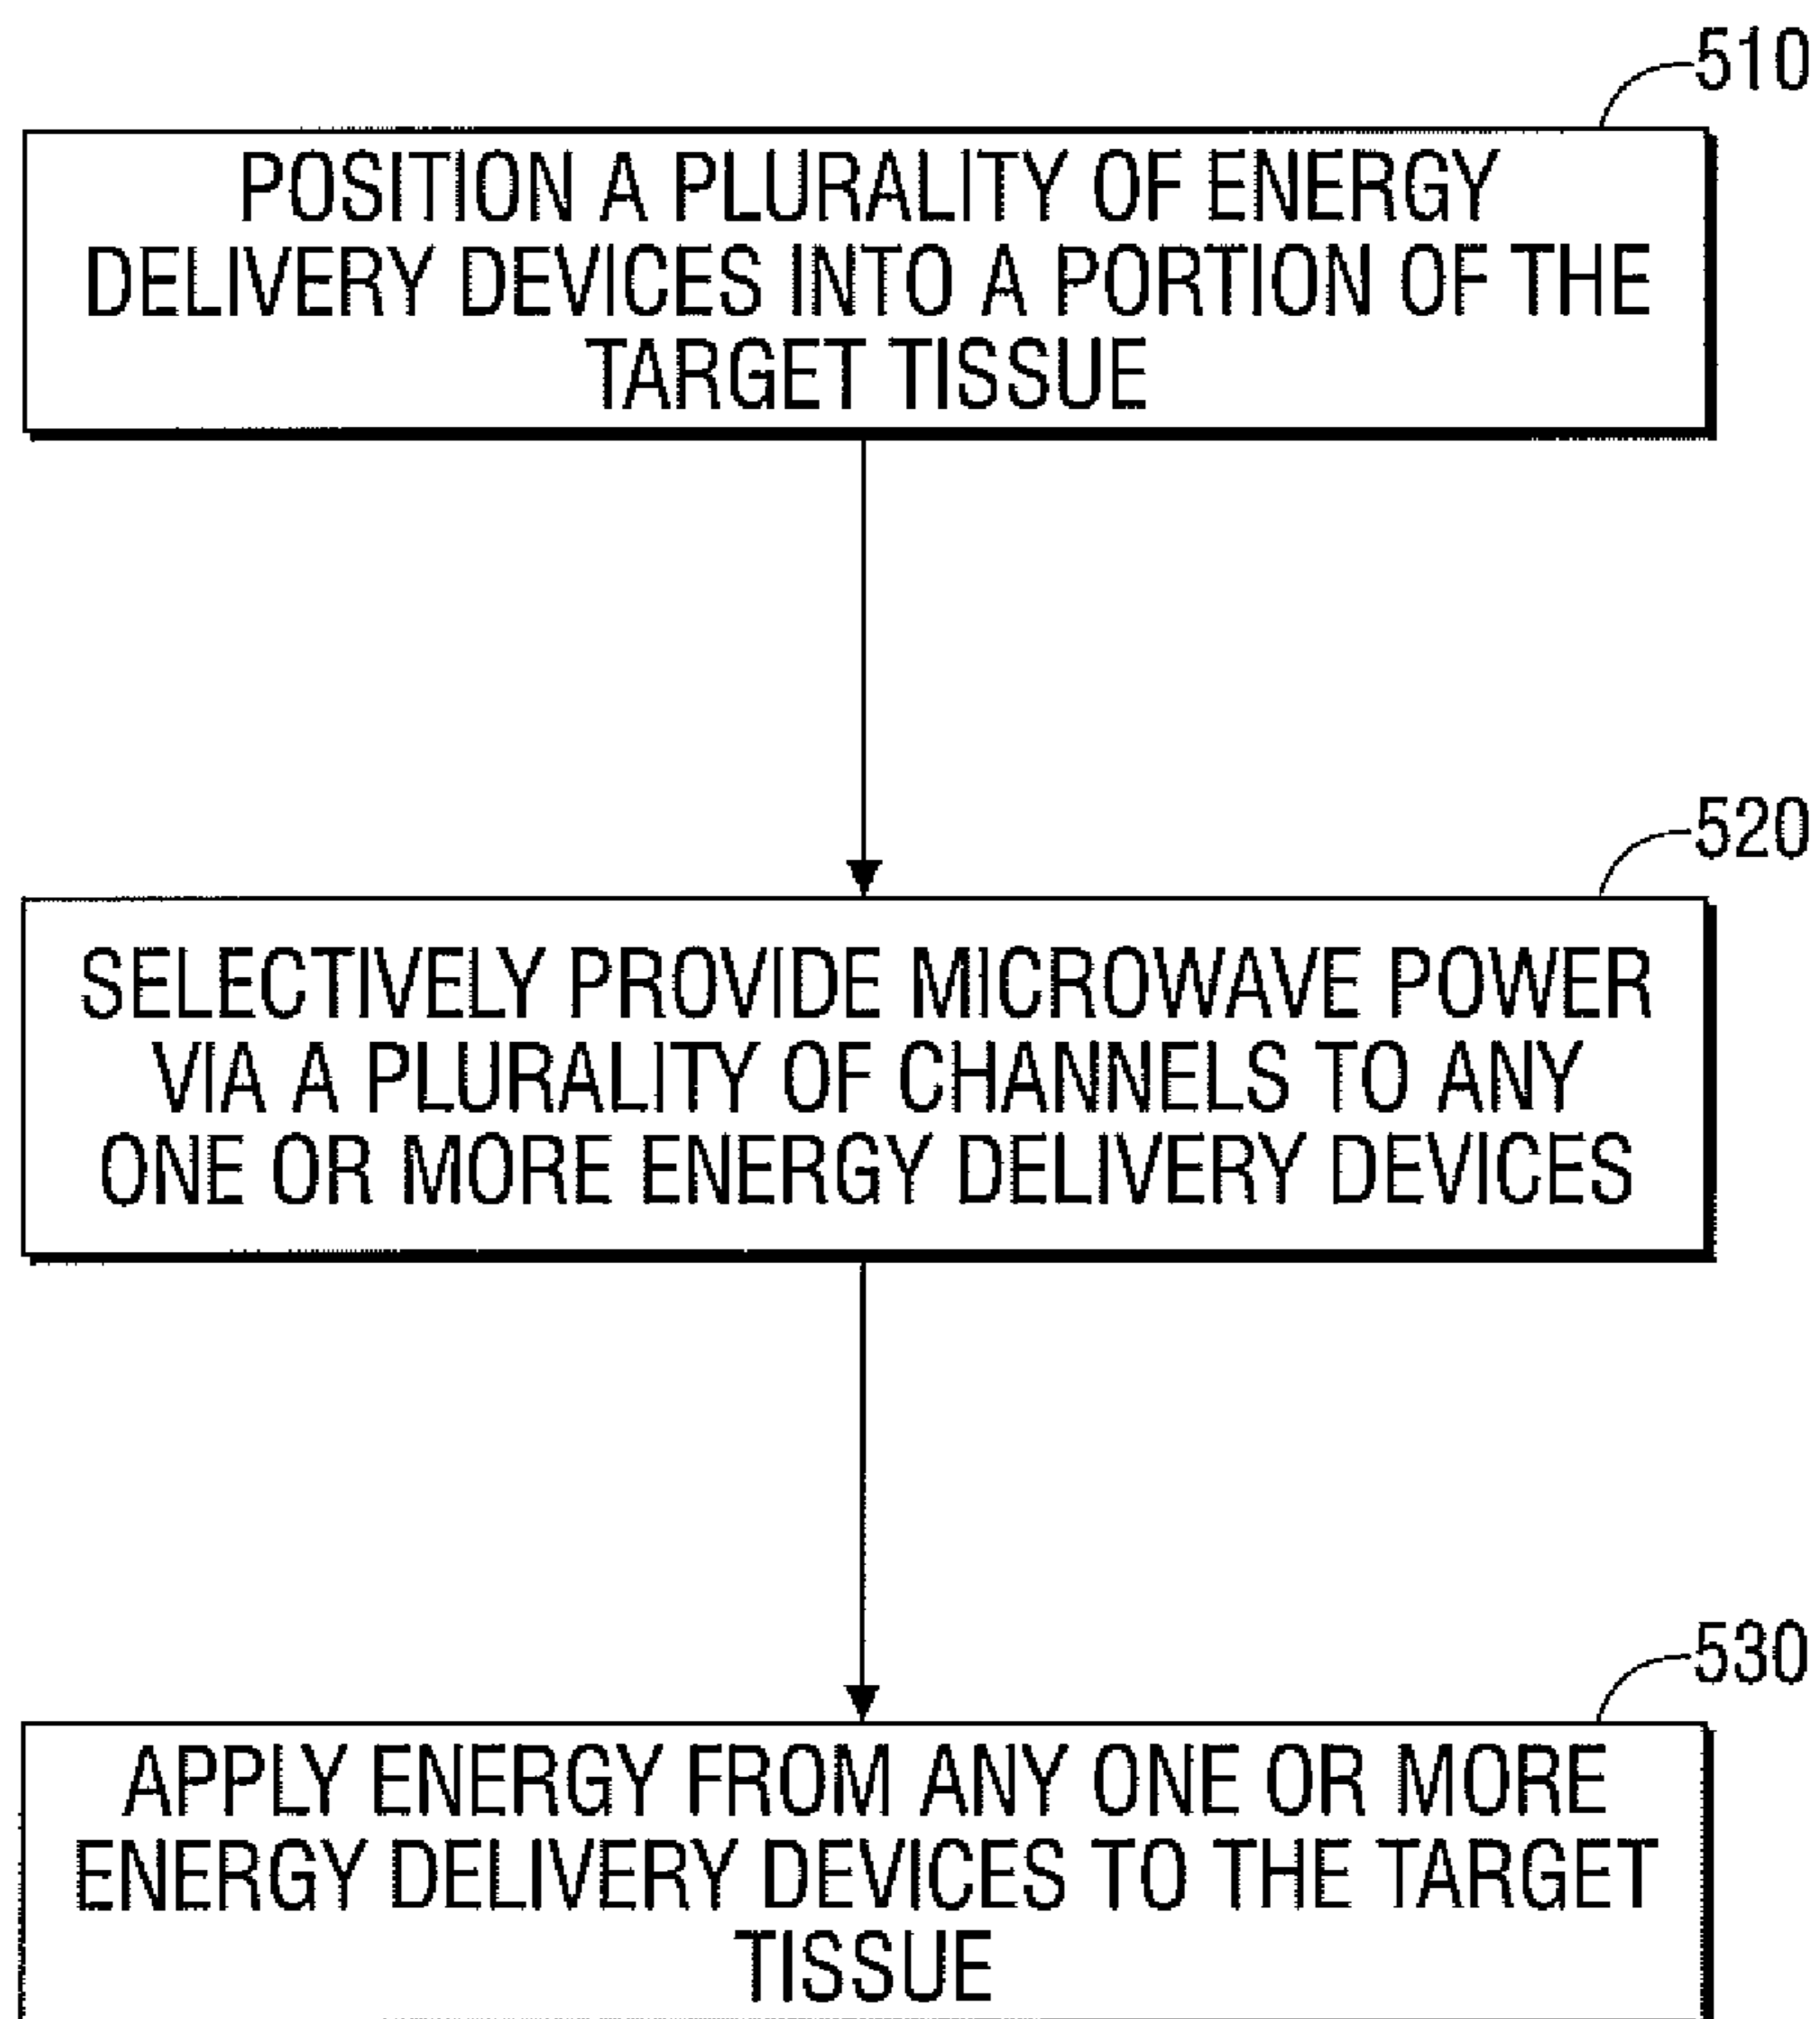 510
POSITION A PLURALITY OF ENERGY
DELIVERY DEVICES INTO A PORTION OF THE
TARGET TISSUE
520
SELECTIVELY PROVIDE MICROWAVE POWER
VIA A PLURALITY OF CHANNELS TO ANY
ONE OR MORE ENERGY DELIVERY DEVICES
530
APPLY ENERGY FROM ANY ONE OR MORE
ENERGY DELIVERY DEVICES TO THE TARGET
TISSUE